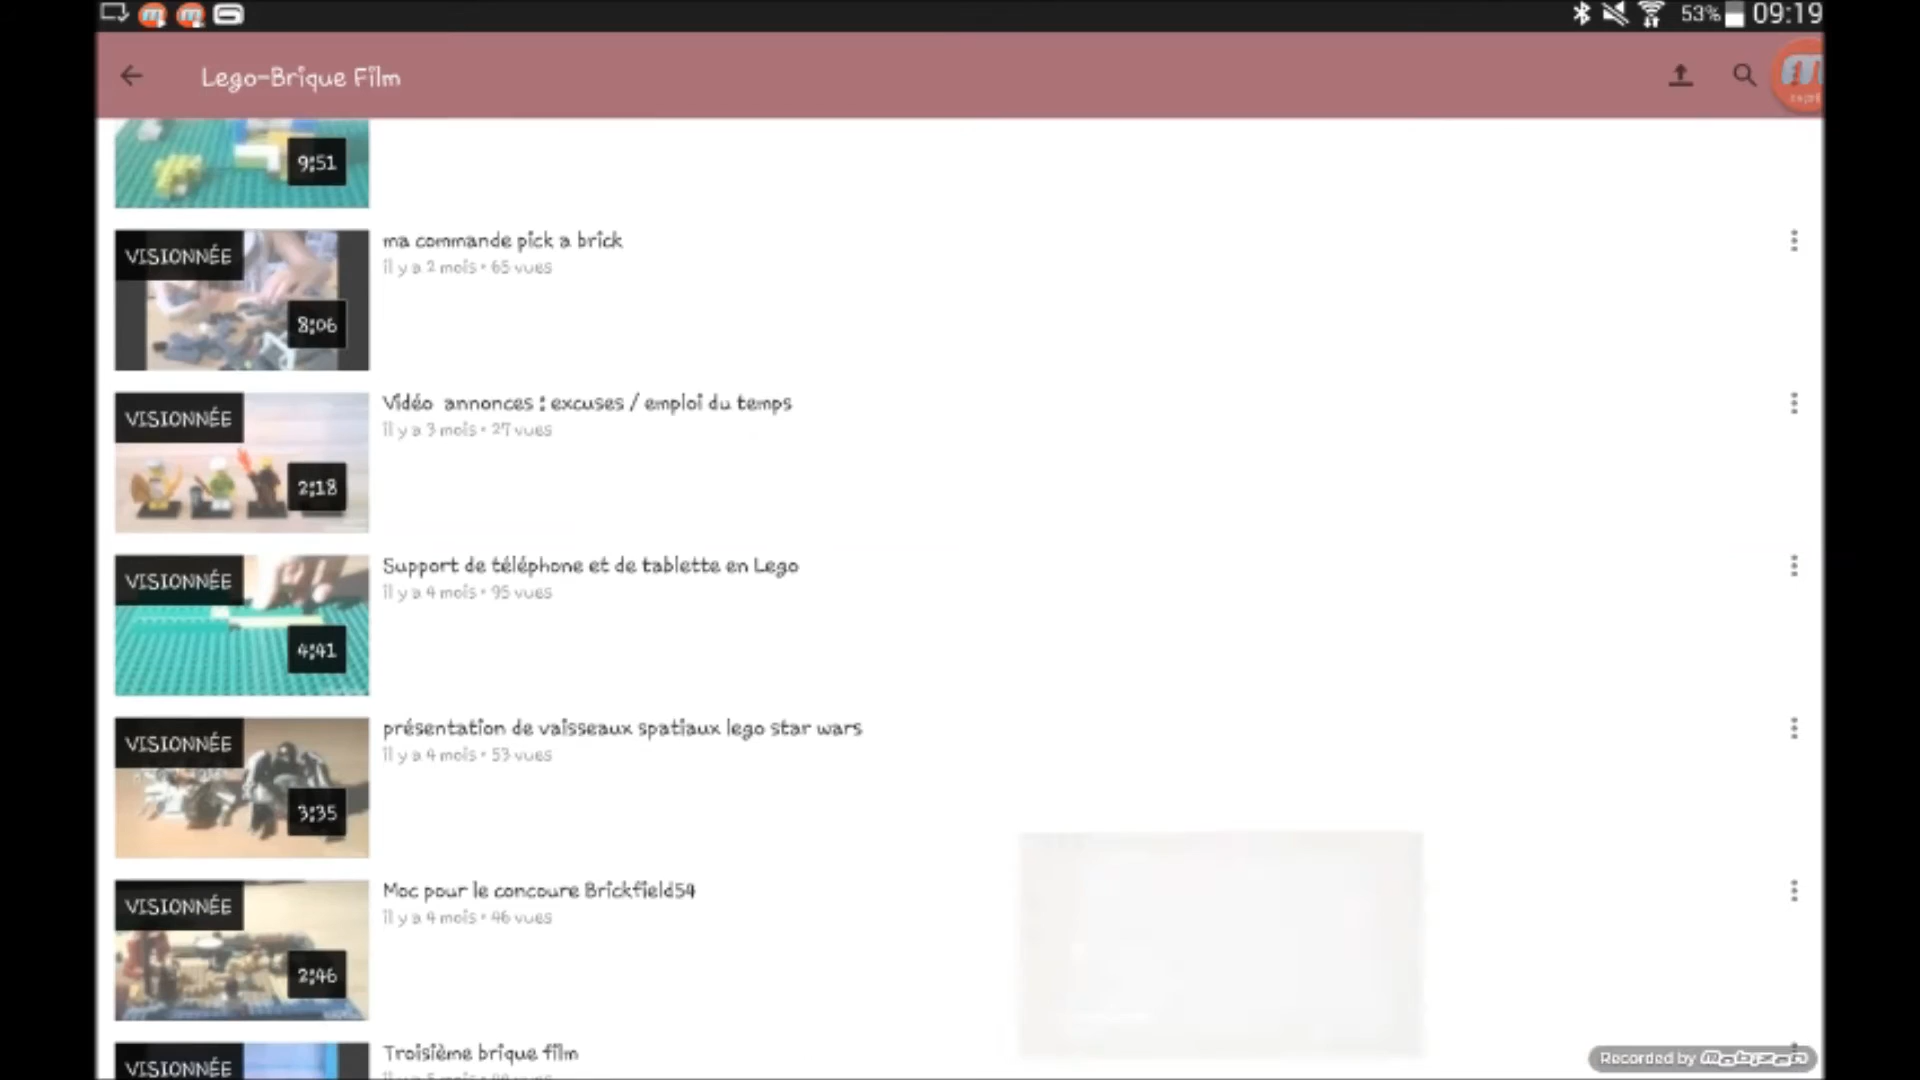 53% 09:19
Lego-Brique Film
9:51
VISIONNÉE
ma commande pick a brick
il y a 2 mois • 65 vues
8:06
VISIONNÉE
Vidéo annonces : excuses / emploi du temps
il y a 3 mois • 27 vues
2:18
VISIONNÉE
Support de téléphone et de tablette en Lego
il y a 4 mois • 95 vues
4:41
VISIONNÉE
présentation de vaisseaux spatiaux lego star wars
il y a 4 mois • 53 vues
3:35
VISIONNÉE
Moc pour le concoure Brickfield54
il y a 4 mois • 46 vues
2:46
VISIONNÉE
Troisième brique film
Recorded by Mobizen